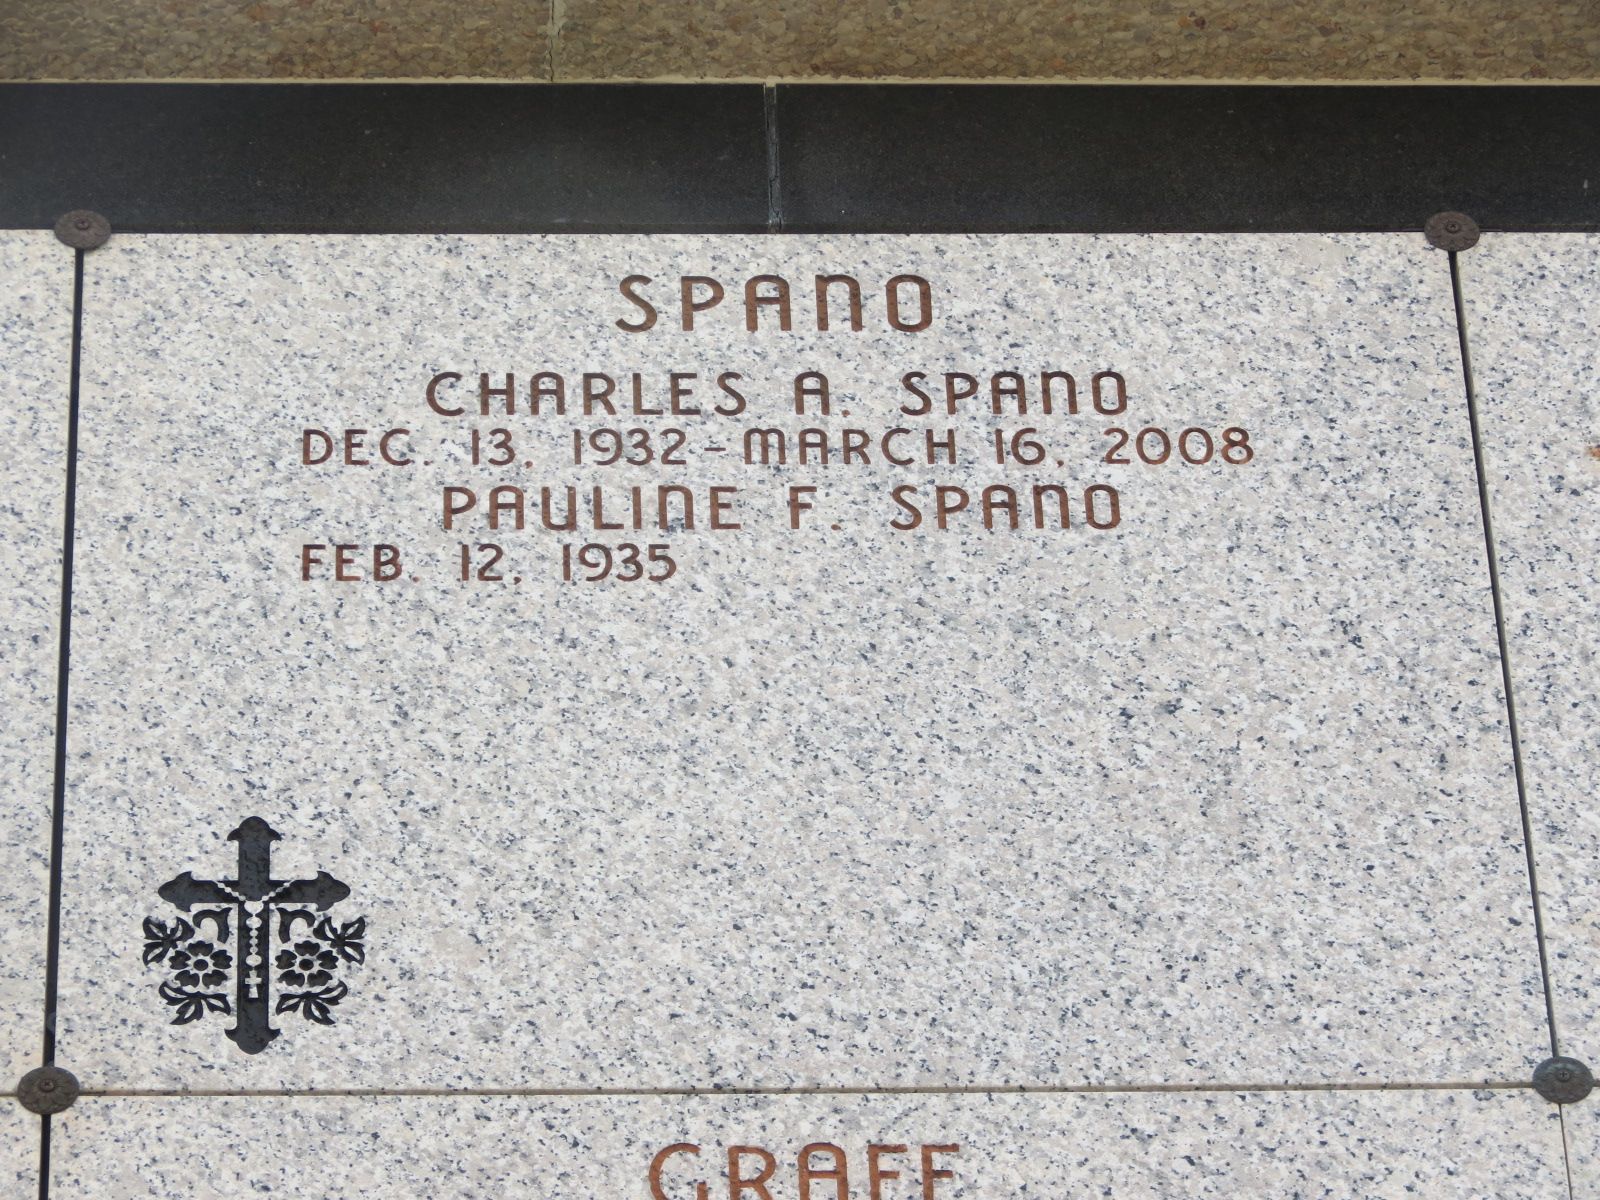 SPANO
CHARLES A. SPANO
DEC. 13, 1932 - MARCH 16, 2008
PAULINE F. SPANO
FEB. 12, 1935
GRAFF